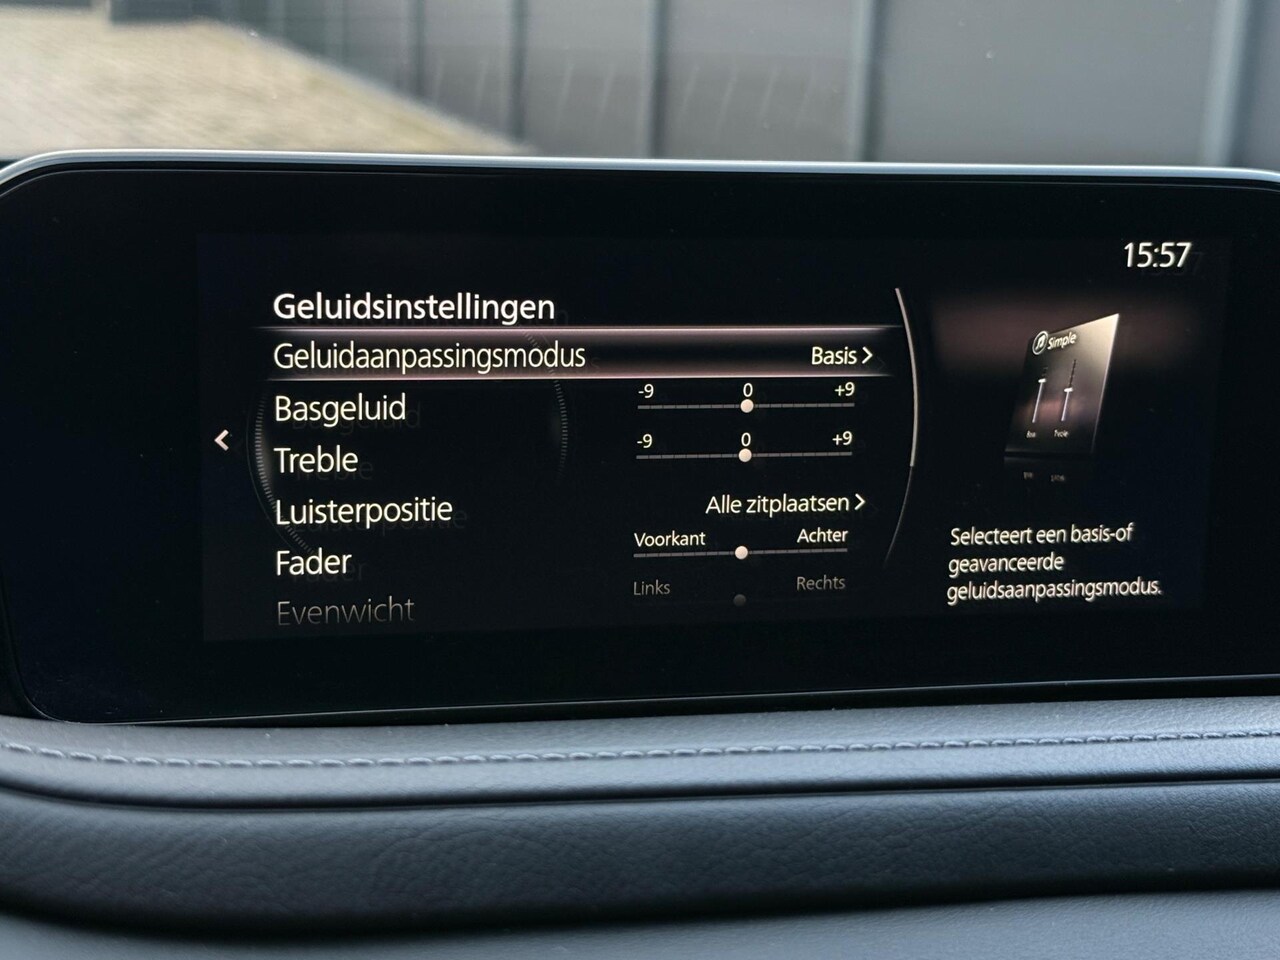 15:57
Geluidsinstellingen
Geluidaanpassingsmodus Basis >
Basgeluid -9 0 +9
Treble -9 0 +9
Luisterpositie Alle zitplaatsen >
Fader Voorkant Achter
Evenwicht Links Rechts
Simple
Selecteert een basis-of
geavanceerde
geluidsaanpassingsmodus.